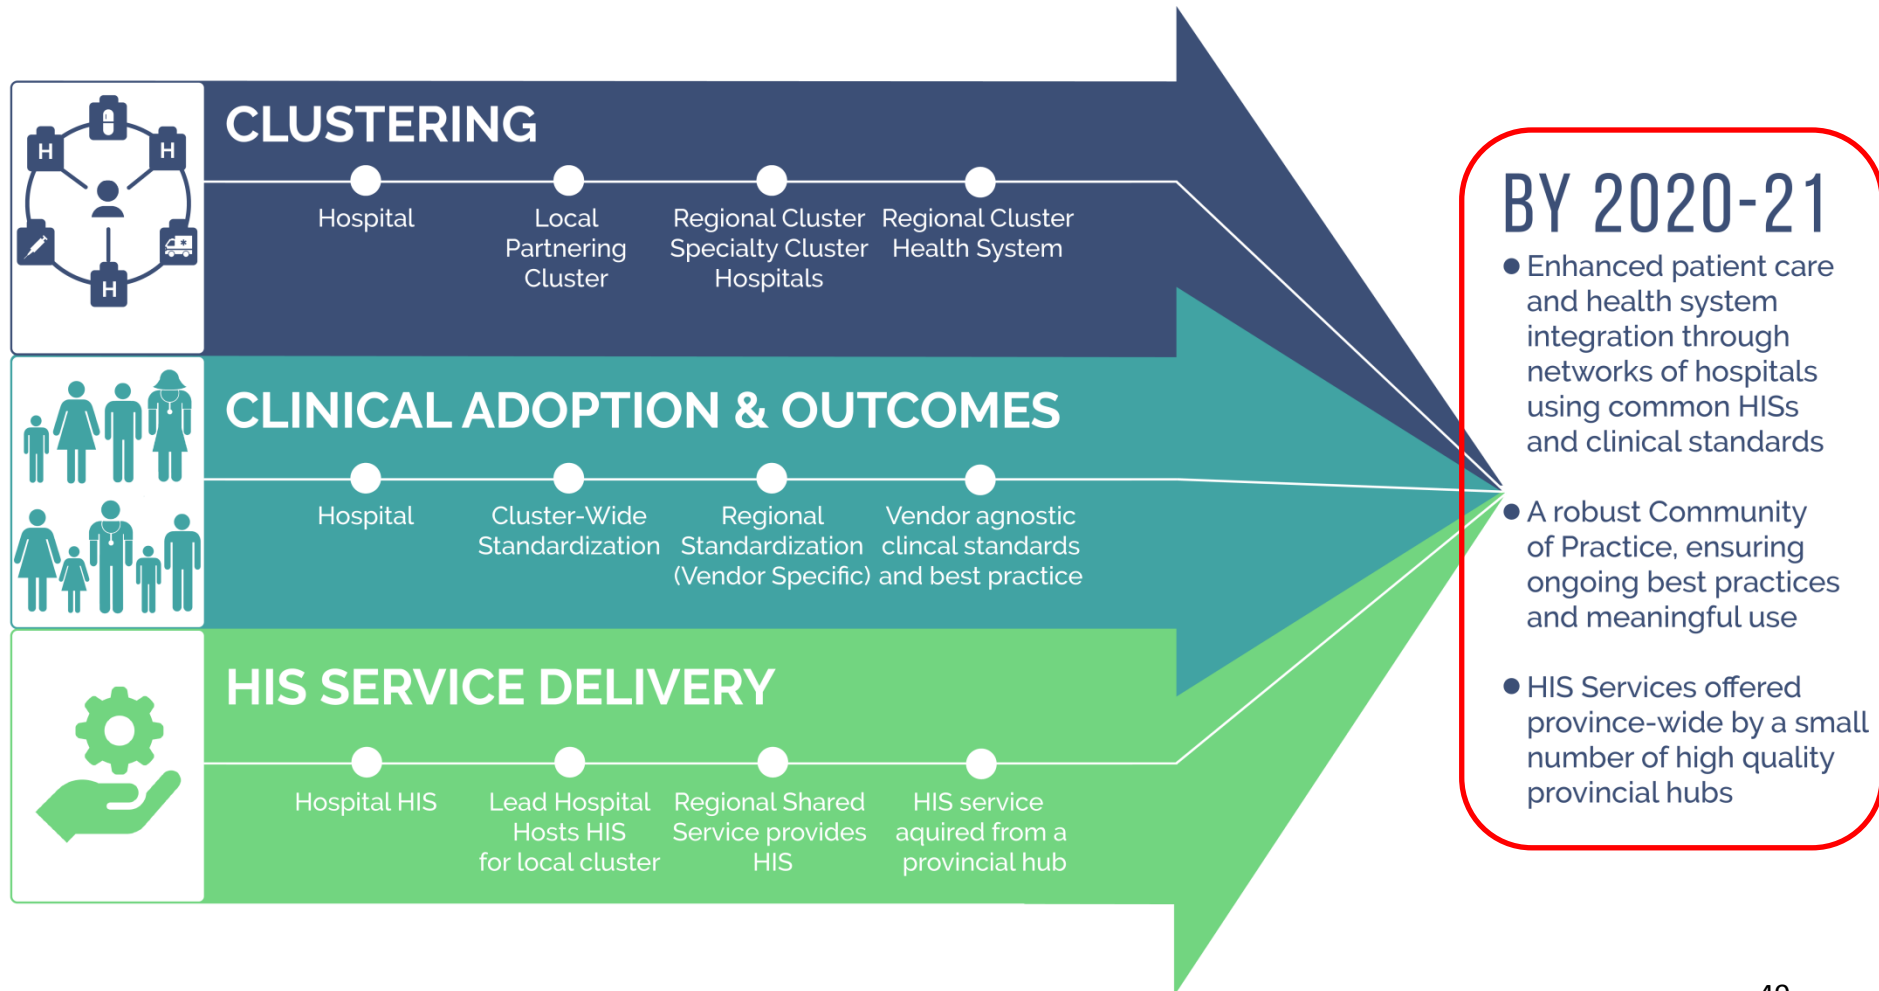 H
H
H
CLUSTERING
Hospital
Local
Partnering
Cluster
Regional Cluster
Specialty Cluster
Hospitals
Regional Cluster
Health System
CLINICAL ADOPTION & OUTCOMES
Hospital
Cluster-Wide
Standardization
Regional
Standardization
(Vendor Specific)
Vendor agnostic
clincal standards
and best practice
HIS SERVICE DELIVERY
Hospital HIS
Lead Hospital
Hosts HIS
for local cluster
Regional Shared
Service provides
HIS
HIS service
aquired from a
provincial hub
BY 2020-21
● Enhanced patient care
and health system
integration through
networks of hospitals
using common HISs
and clinical standards
● A robust Community
of Practice, ensuring
ongoing best practices
and meaningful use
● HIS Services offered
province-wide by a small
number of high quality
provincial hubs